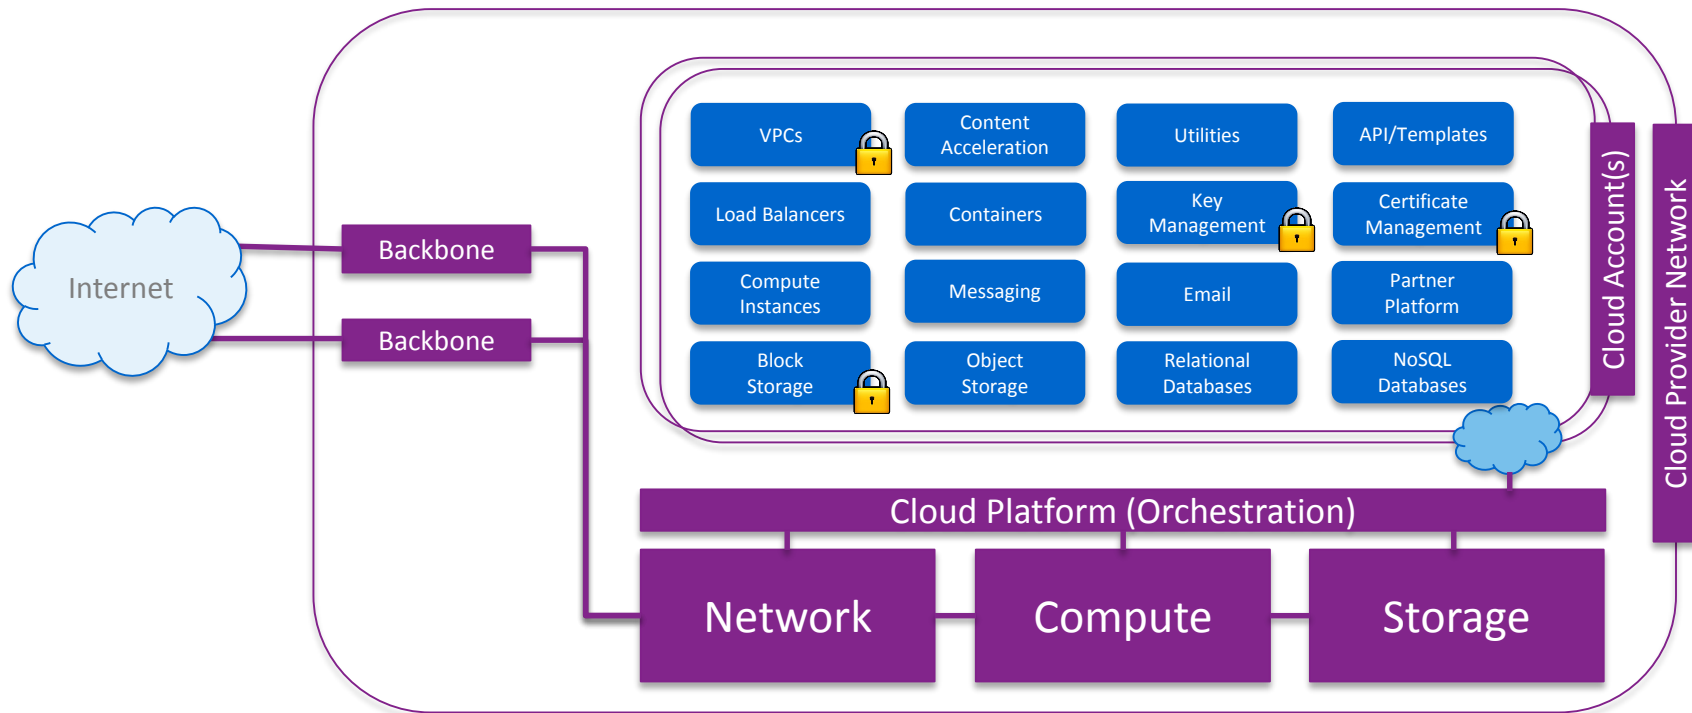 VPCs
Content
Acceleration
Utilities
API/Templates
Load Balancers
Containers
Key
Management
Certificate
Management
Compute
Instances
Messaging
Email
Partner
Platform
Block
Storage
Object
Storage
Relational
Databases
NoSQL
Databases
Cloud Account(s)
Cloud Provider Network
Internet
Backbone
Backbone
Cloud Platform (Orchestration)
Network
Compute
Storage